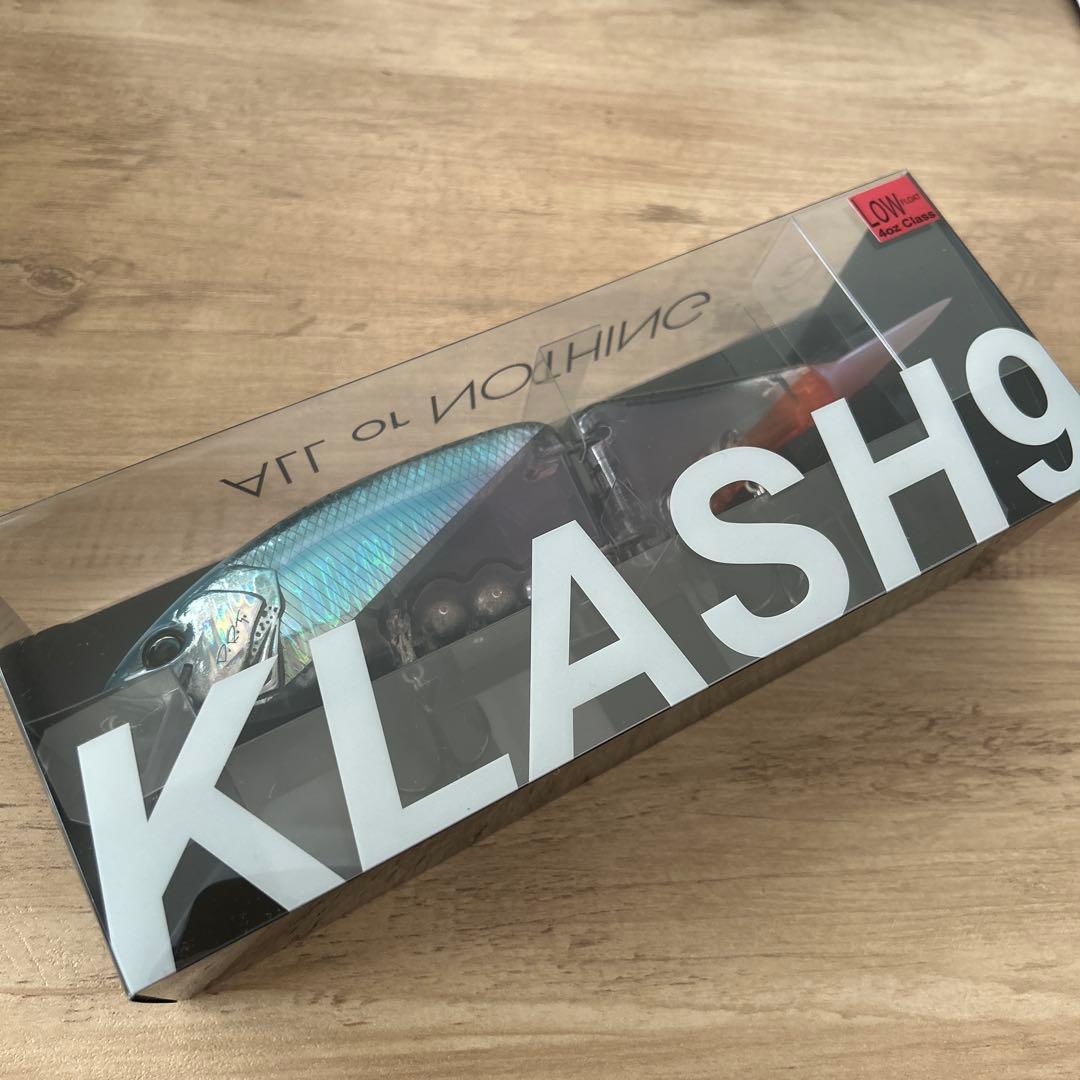 LOW FLOAT
4oz Class
ALL or NOTHING
KLASH9
D.R.T.